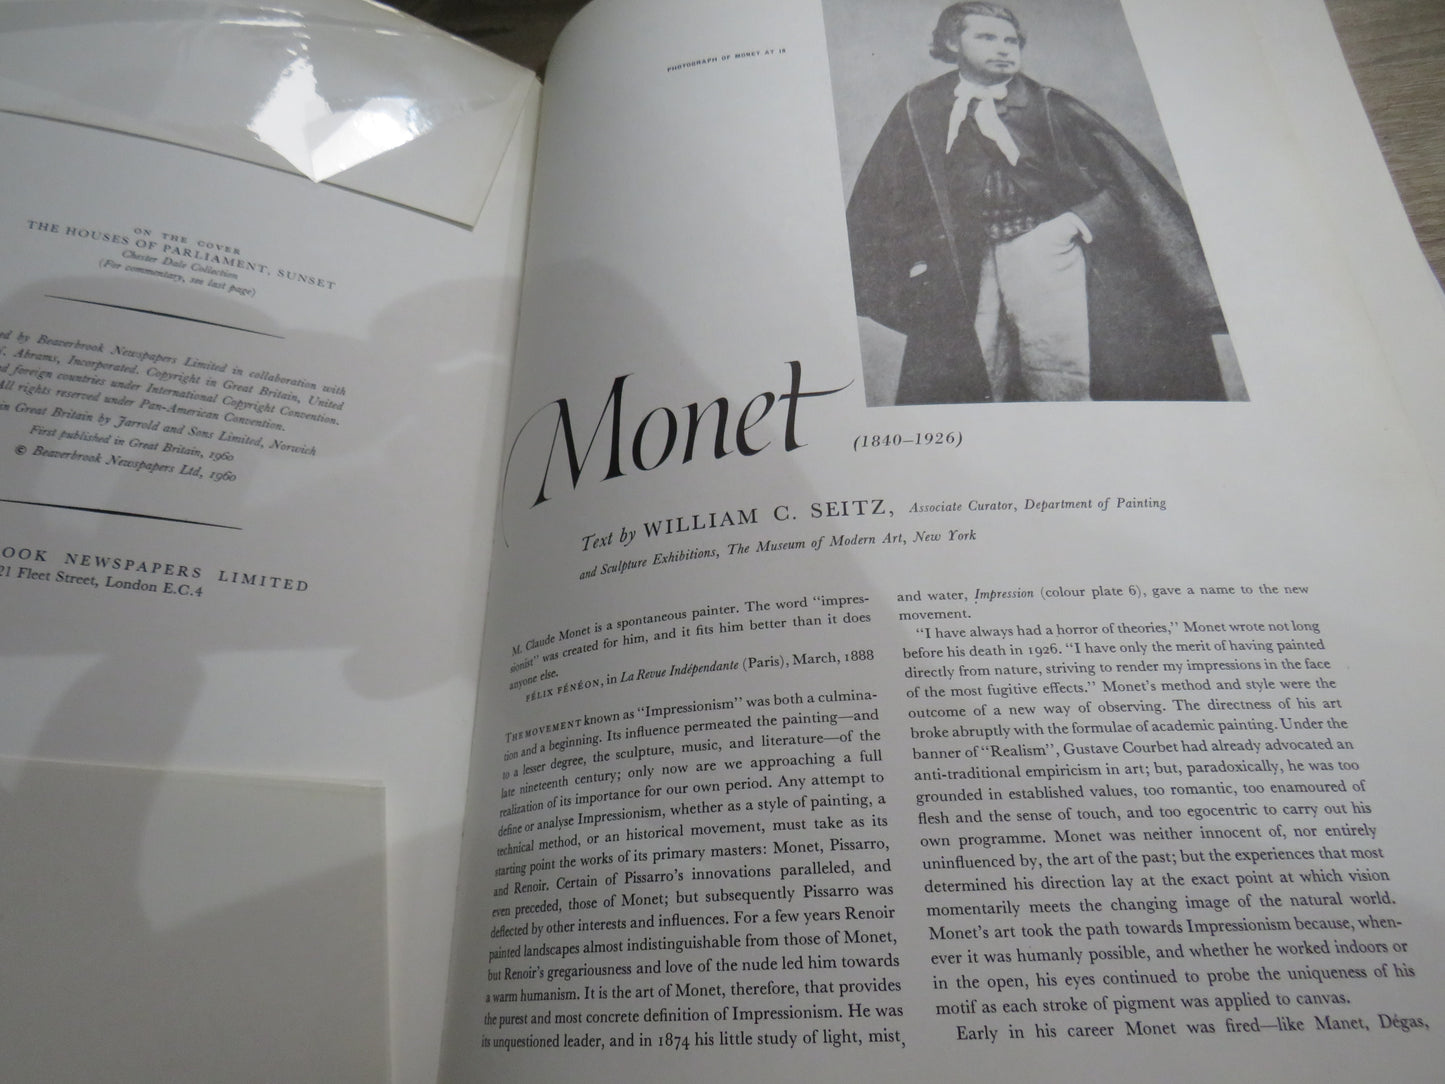 ON THE COVER
THE HOUSES OF PARLIAMENT, SUNSET
Chester Dale Collection
(For commentary, see last page)
by Beaverbrook Newspapers Limited in collaboration with
Abrams, Incorporated. Copyright in Great Britain, United
foreign countries under International Copyright Convention.
All rights reserved under Pan-American Convention.
in Great Britain by Jarrold and Sons Limited, Norwich
First published in Great Britain, 1960
© Beaverbrook Newspapers Ltd, 1960
NEWSPAPERS LIMITED
21 Fleet Street, London E.C.4
PHOTOGRAPH OF MONET AT 18
Monet (1840–1926)
Text by WILLIAM C. SEITZ, Associate Curator, Department of Painting
and Sculpture Exhibitions, The Museum of Modern Art, New York
M. Claude Monet is a spontaneous painter. The word “impres-
sionist” was created for him, and it fits him better than it does
anyone else.
FÉLIX FÉNÉON, in La Revue Indépendante (Paris), March, 1888
THE MOVEMENT known as “Impressionism” was both a culmina-
tion and a beginning. Its influence permeated the painting—and
to a lesser degree, the sculpture, music, and literature—of the
late nineteenth century; only now are we approaching a full
realization of its importance for our own period. Any attempt to
define or analyse Impressionism, whether as a style of painting, a
technical method, or an historical movement, must take as its
starting point the works of its primary masters: Monet, Pissarro,
and Renoir. Certain of Pissarro’s innovations paralleled, and
even preceded, those of Monet; but subsequently Pissarro was
deflected by other interests and influences. For a few years Renoir
painted landscapes almost indistinguishable from those of Monet,
but Renoir’s gregariousness and love of the nude led him towards
a warm humanism. It is the art of Monet, therefore, that provides
the purest and most concrete definition of Impressionism. He was
its unquestioned leader, and in 1874 his little study of light, mist,
and water, Impression (colour plate 6), gave a name to the new
movement.
“I have always had a horror of theories,” Monet wrote not long
before his death in 1926. “I have only the merit of having painted
directly from nature, striving to render my impressions in the face
of the most fugitive effects.” Monet’s method and style were the
outcome of a new way of observing. The directness of his art
broke abruptly with the formulae of academic painting. Under the
banner of “Realism”, Gustave Courbet had already advocated an
anti-traditional empiricism in art; but, paradoxically, he was too
grounded in established values, too romantic, too enamoured of
flesh and the sense of touch, and too egocentric to carry out his
own programme. Monet was neither innocent of, nor entirely
uninfluenced by, the art of the past; but the experiences that most
determined his direction lay at the exact point at which vision
momentarily meets the changing image of the natural world.
Monet’s art took the path towards Impressionism because, when-
ever it was humanly possible, and whether he worked indoors or
in the open, his eyes continued to probe the uniqueness of his
motif as each stroke of pigment was applied to canvas.
Early in his career Monet was fired—like Manet, Dégas,